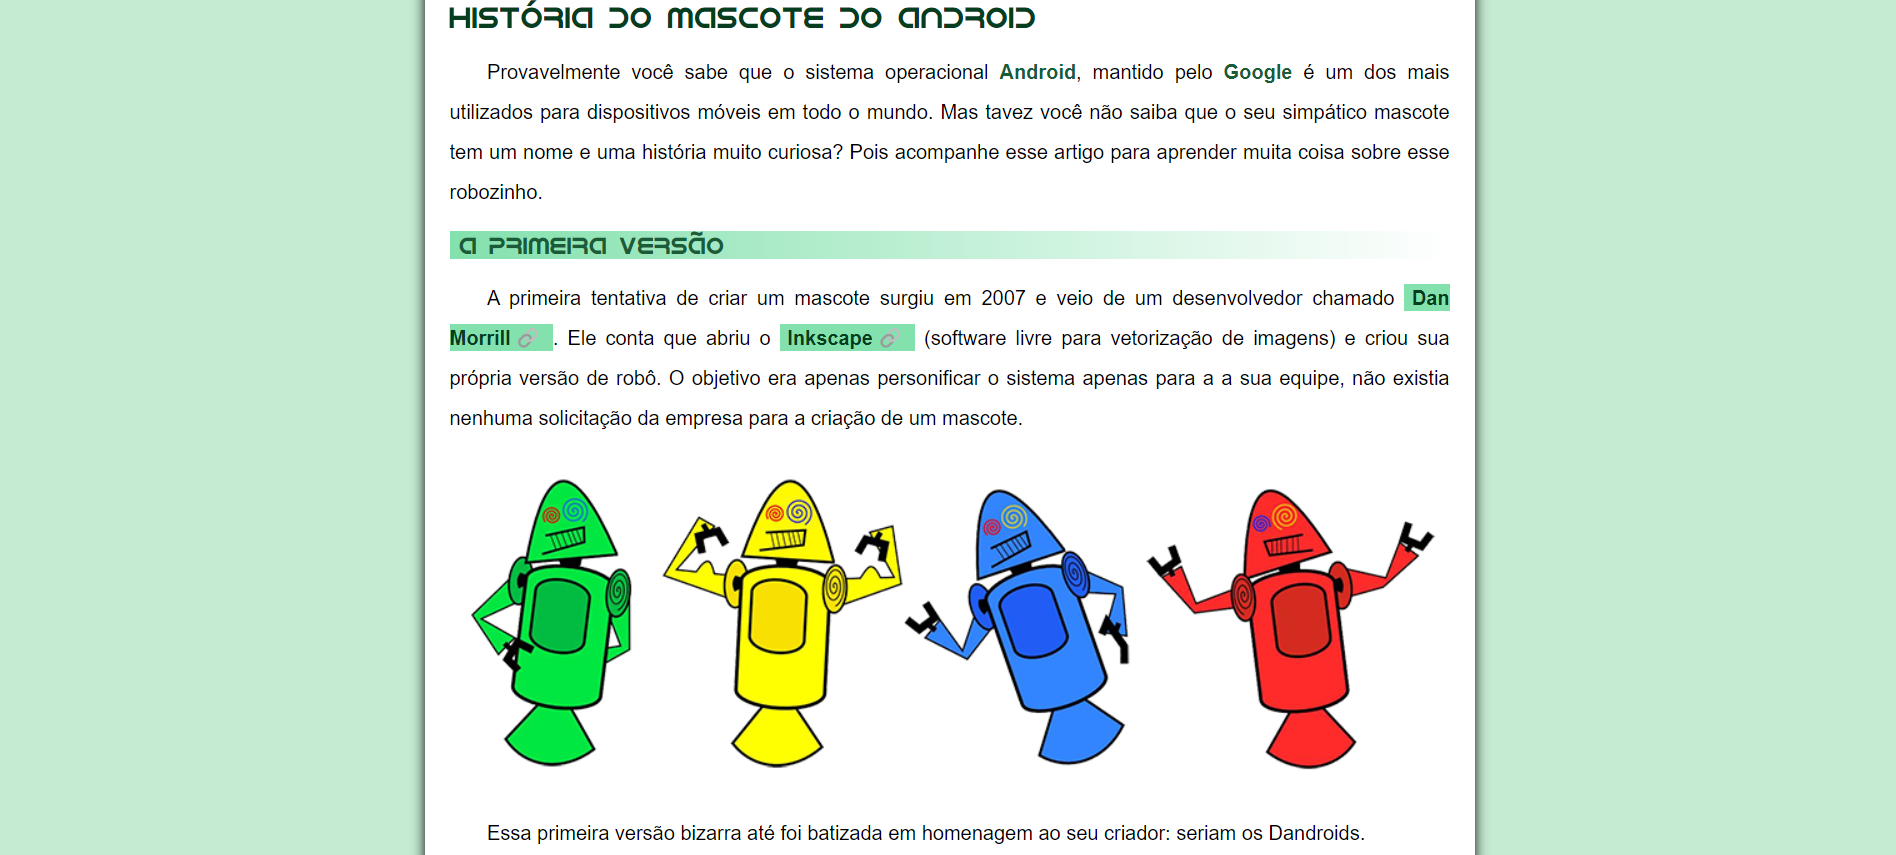 HISTÓRIA DO MASCOTE DO ANDROID
Provavelmente você sabe que o sistema operacional Android, mantido pelo Google é um dos mais
utilizados para dispositivos móveis em todo o mundo. Mas tavez você não saiba que o seu simpático mascote
tem um nome e uma história muito curiosa? Pois acompanhe esse artigo para aprender muita coisa sobre esse
robozinho.
A PRIMEIRA VERSÃO
A primeira tentativa de criar um mascote surgiu em 2007 e veio de um desenvolvedor chamado Dan
Morrill. Ele conta que abriu o Inkscape (software livre para vetorização de imagens) e criou sua
própria versão de robô. O objetivo era apenas personificar o sistema apenas para a a sua equipe, não existia
nenhuma solicitação da empresa para a criação de um mascote.
Essa primeira versão bizarra até foi batizada em homenagem ao seu criador: seriam os Dandroids.